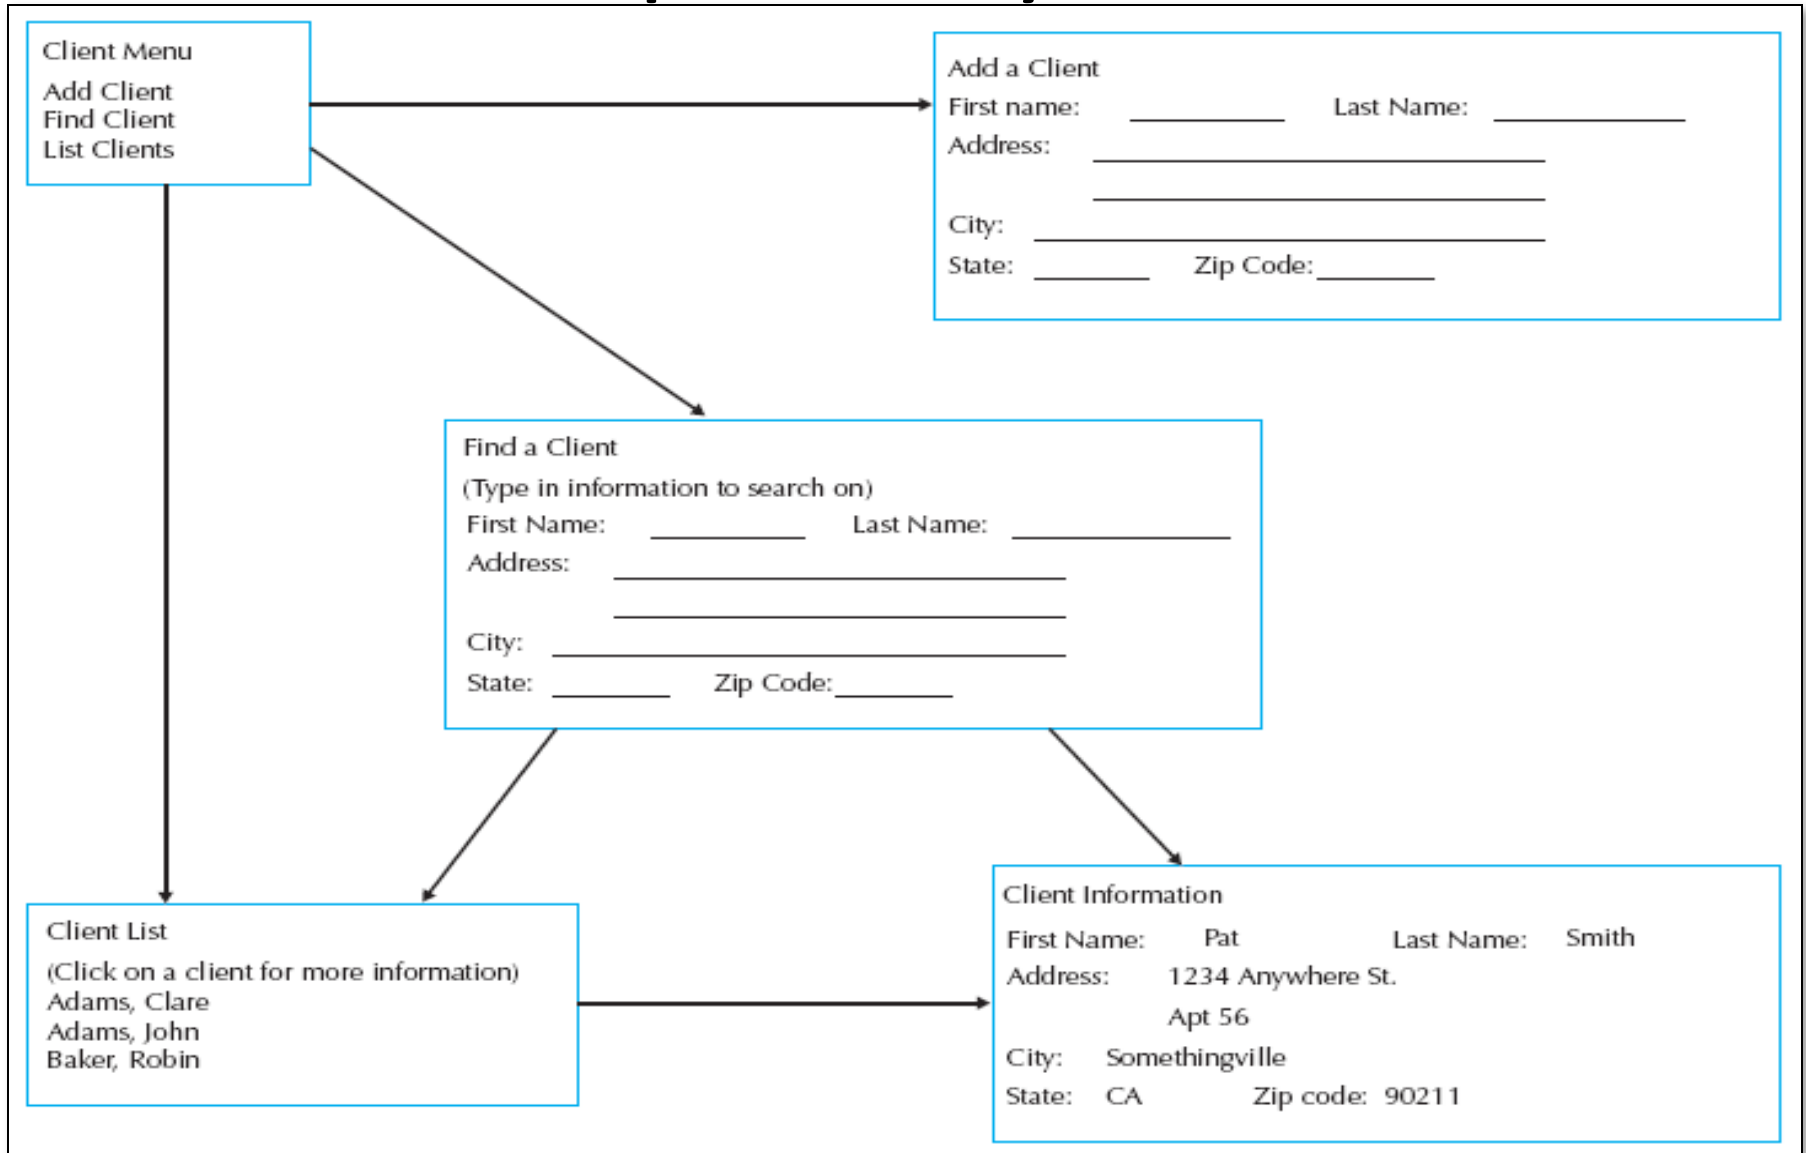 Client Menu
Add Client
Find Client
List Clients
Add a Client
First name: Last Name:
Address:
City:
State: Zip Code:
Find a Client
(Type in information to search on)
First Name: Last Name:
Address:
City:
State: Zip Code:
Client List
(Click on a client for more information)
Adams, Clare
Adams, John
Baker, Robin
Client Information
First Name: Pat Last Name: Smith
Address: 1234 Anywhere St.
Apt 56
City: Somethingville
State: CA Zip code: 90211